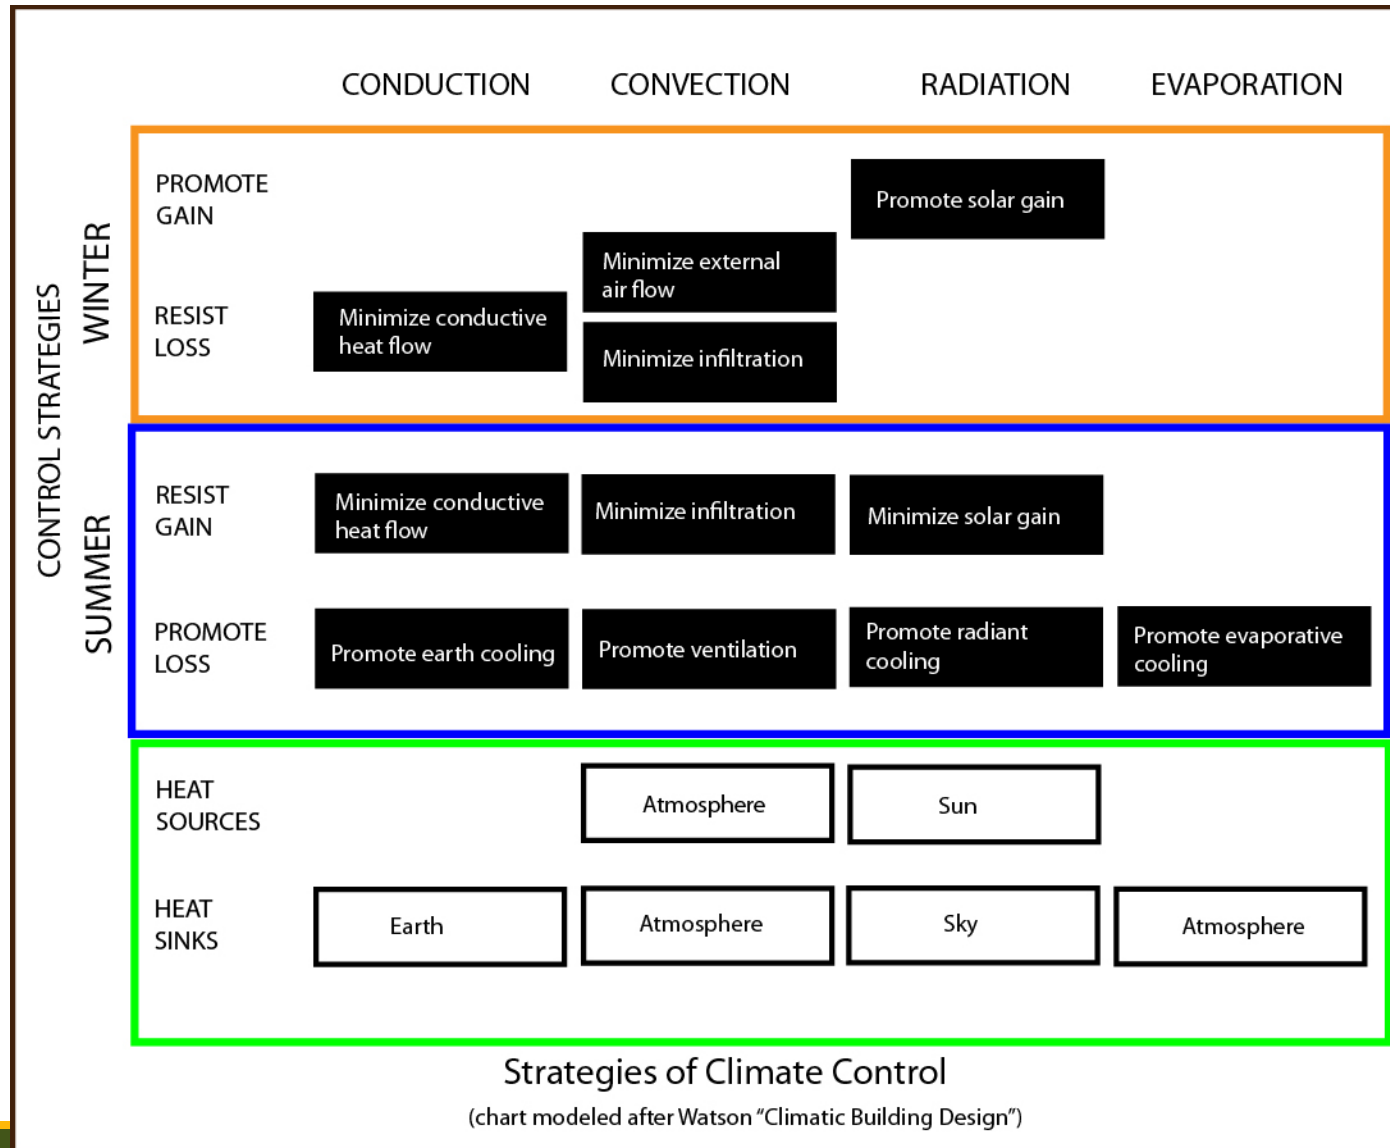 CONDUCTION CONVECTION RADIATION EVAPORATION
CONTROL STRATEGIES
WINTER
PROMOTE
GAIN
Promote solar gain
RESIST
LOSS
Minimize conductive
heat flow
Minimize external
air flow
Minimize infiltration
SUMMER
RESIST
GAIN
Minimize conductive
heat flow
Minimize infiltration
Minimize solar gain
PROMOTE
LOSS
Promote earth cooling
Promote ventilation
Promote radiant
cooling
Promote evaporative
cooling
HEAT
SOURCES
Atmosphere
Sun
HEAT
SINKS
Earth
Atmosphere
Sky
Atmosphere
Strategies of Climate Control
(chart modeled after Watson “Climatic Building Design”)